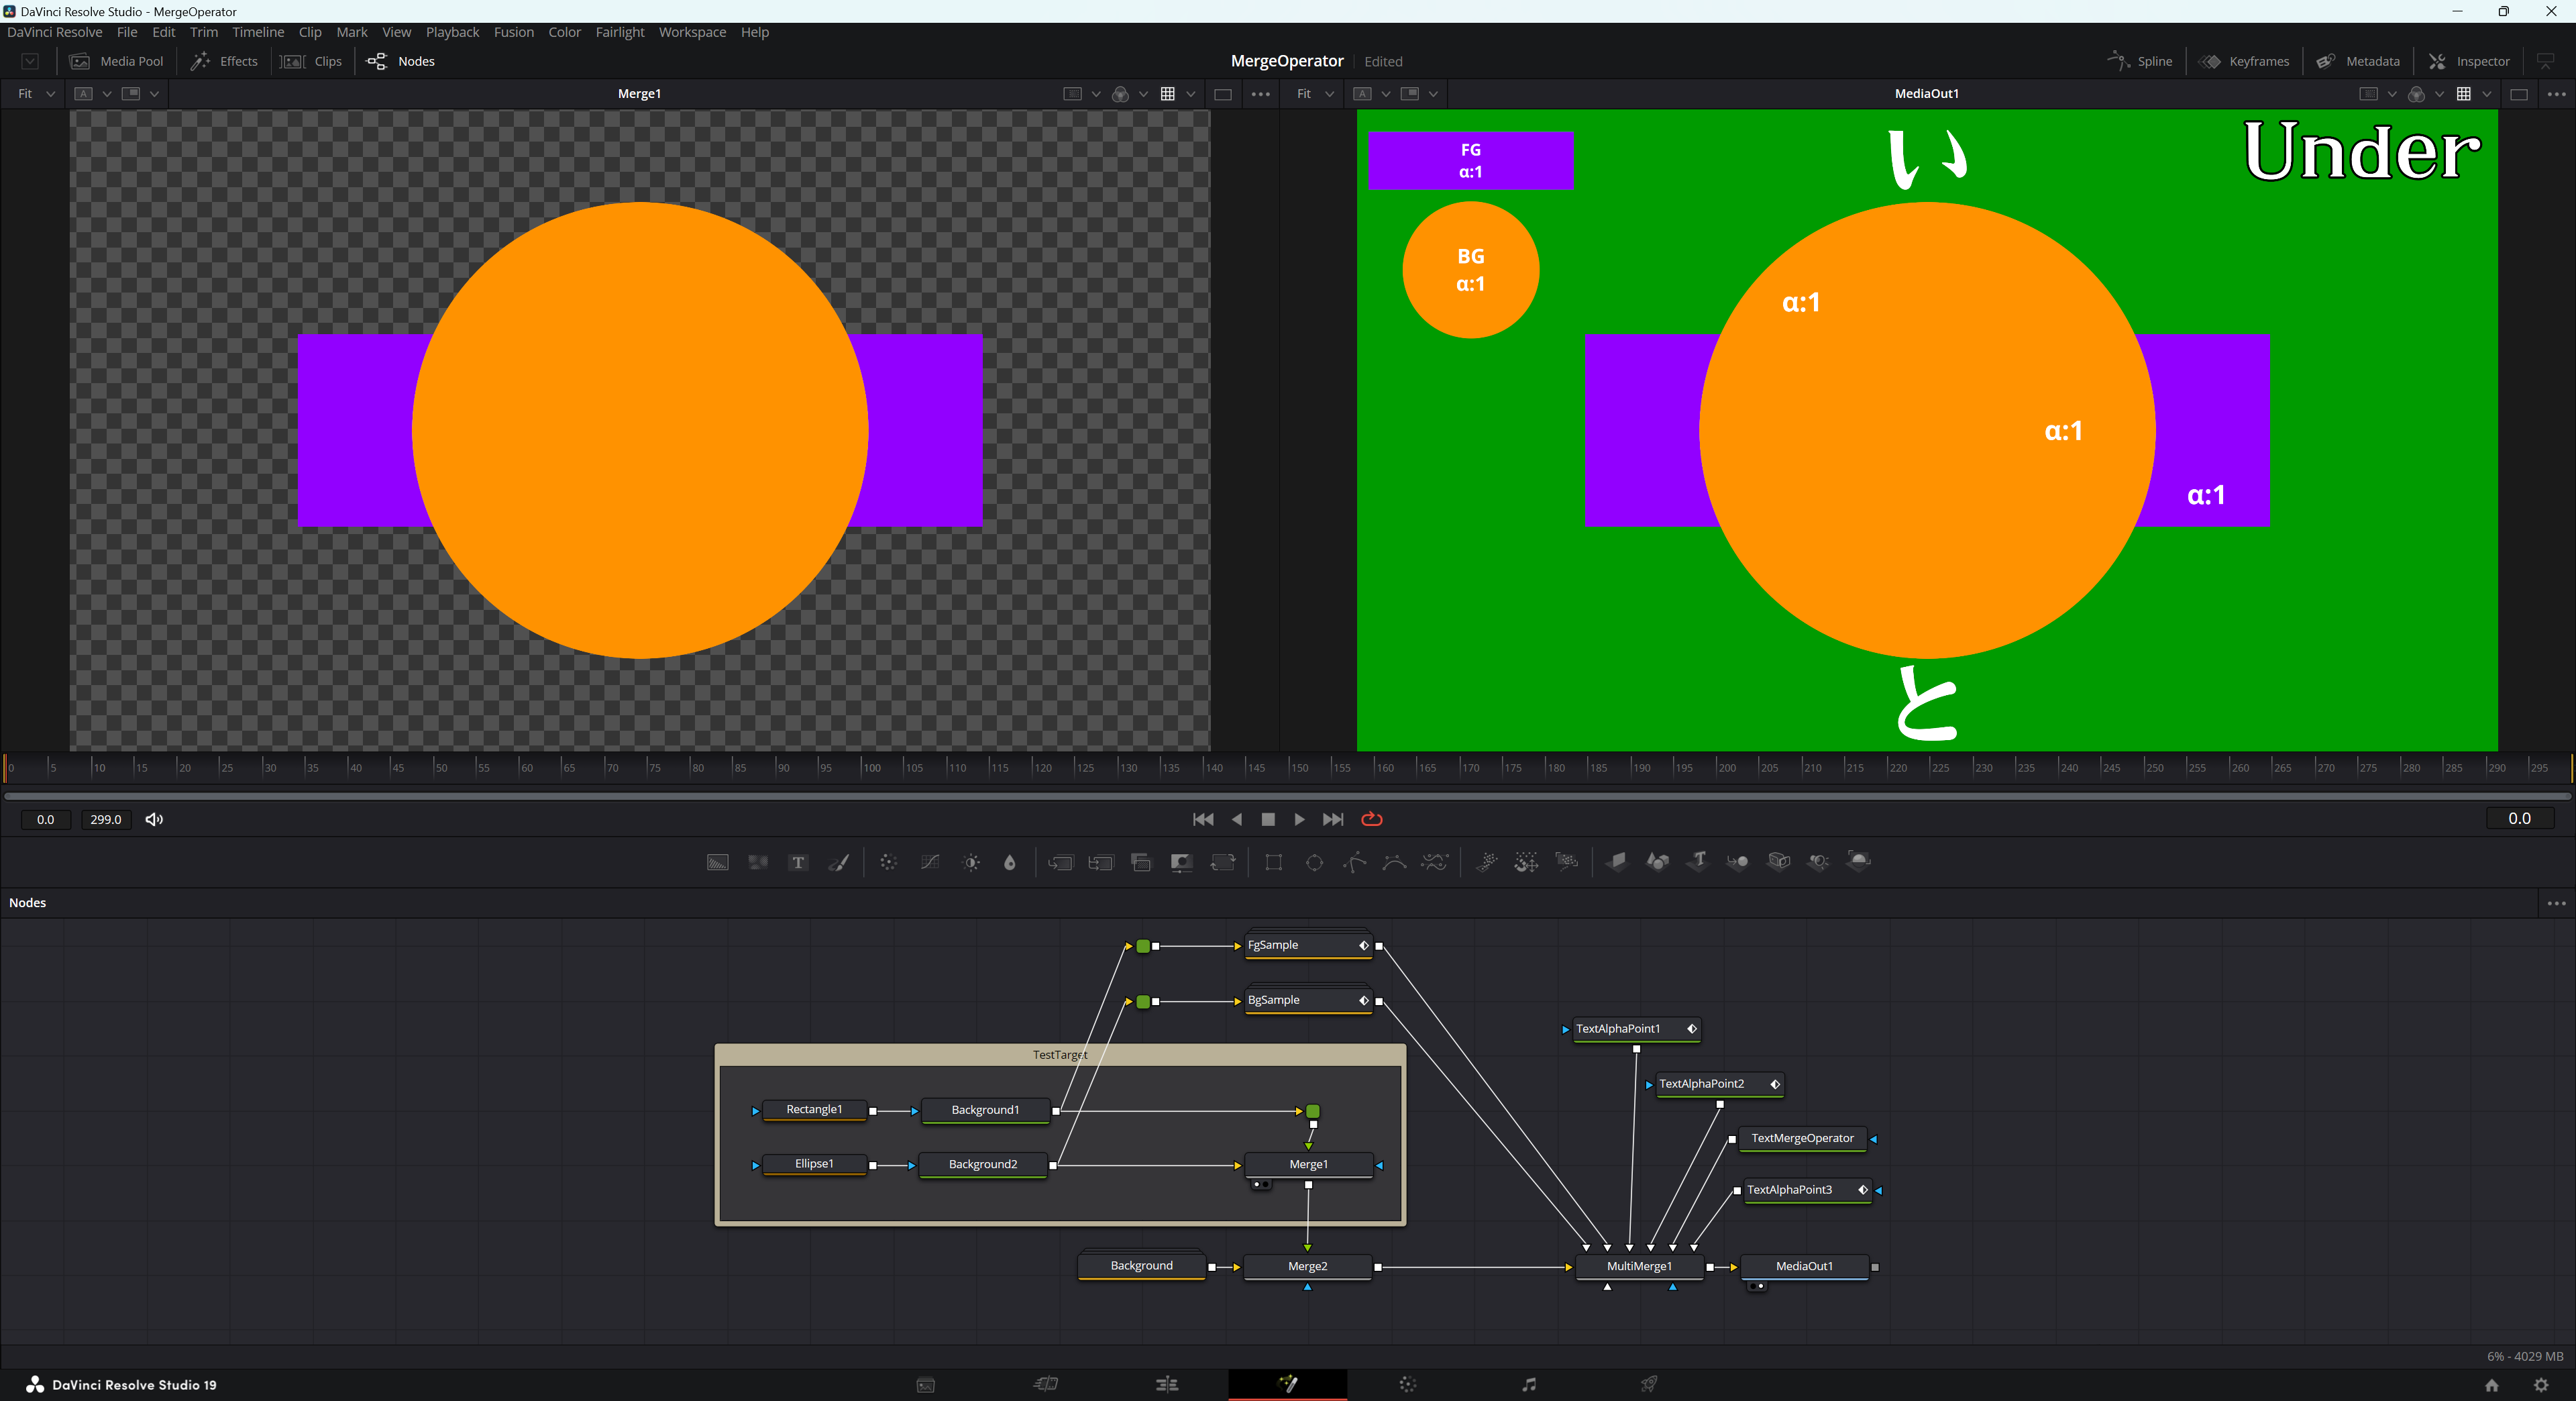 DaVinci Resolve Studio - MergeOperator
DaVinci Resolve File Edit Trim Timeline Clip Mark View Playback Fusion Color Fairlight Workspace Help
Media Pool Effects Clips Nodes MergeOperator Edited Spline Keyframes Metadata Inspector
Fit A Merge1 Fit A MediaOut1
FG
α:1
BG
α:1
い
Under
α:1
α:1
α:1
と
0 5 10 15 20 25 30 35 40 45 50 55 60 65 70 75 80 85 90 95 100 105 110 115 120 125 130 135 140 145 150 155 160 165 170 175 180 185 190 195 200 205 210 215 220 225 230 235 240 245 250 255 260 265 270 275 280 285 290 295
0.0 299.0 0.0
T T
Nodes
FgSample
BgSample
TextAlphaPoint1
TestTarget
TextAlphaPoint2
Rectangle1 Background1
TextMergeOperator
Ellipse1 Background2 Merge1
TextAlphaPoint3
Background Merge2 MultiMerge1 MediaOut1
6% - 4029 MB
DaVinci Resolve Studio 19